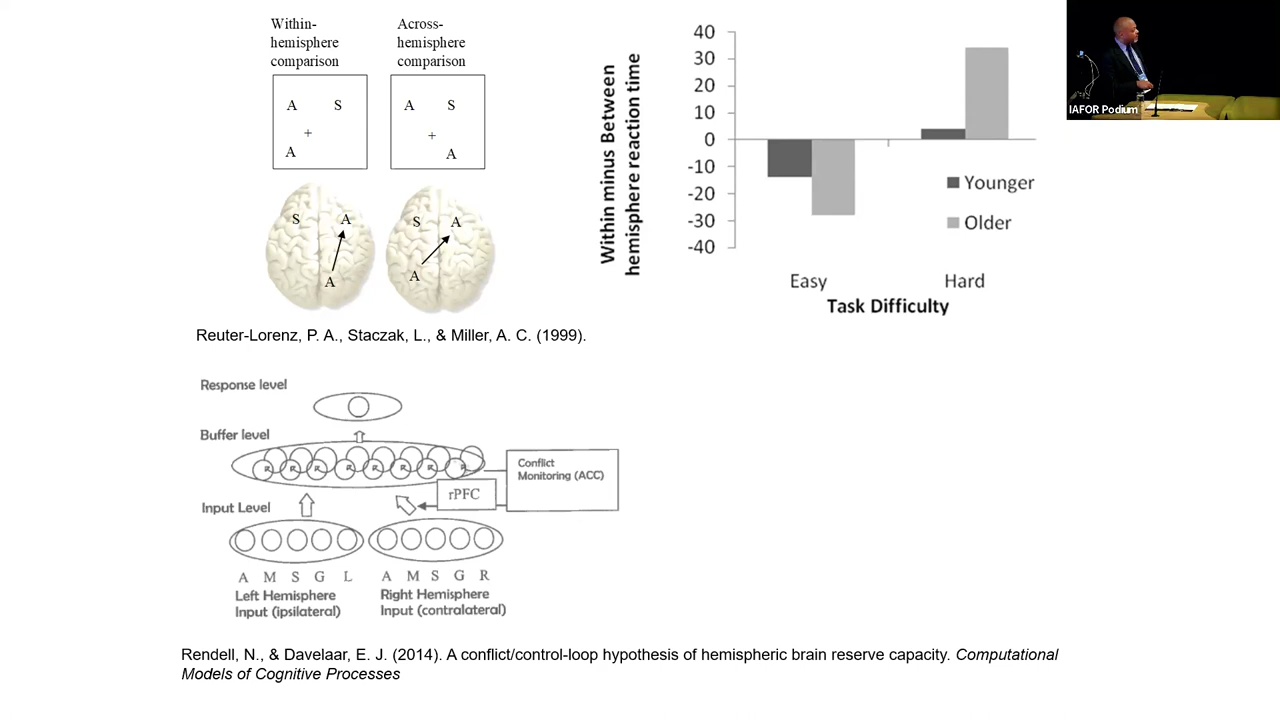 Within-
hemisphere
comparison
Across-
hemisphere
comparison
A S
+
A
A S
+
A
S A
A
S A
A
Reuter-Lorenz, P. A., Staczak, L., & Miller, A. C. (1999).
Within minus Between
hemisphere reaction time
40
30
20
10
0
-10
-20
-30
-40
Younger
Older
Easy Hard
Task Difficulty
IAFOR Podium
Response level
Buffer level
Input Level
Conflict
Monitoring (ACC)
rPFC
A M S G L
A M S G R
Left Hemisphere
Input (ipsilateral)
Right Hemisphere
Input (contralateral)
Rendell, N., & Davelaar, E. J. (2014). A conflict/control-loop hypothesis of hemispheric brain reserve capacity. Computational
Models of Cognitive Processes